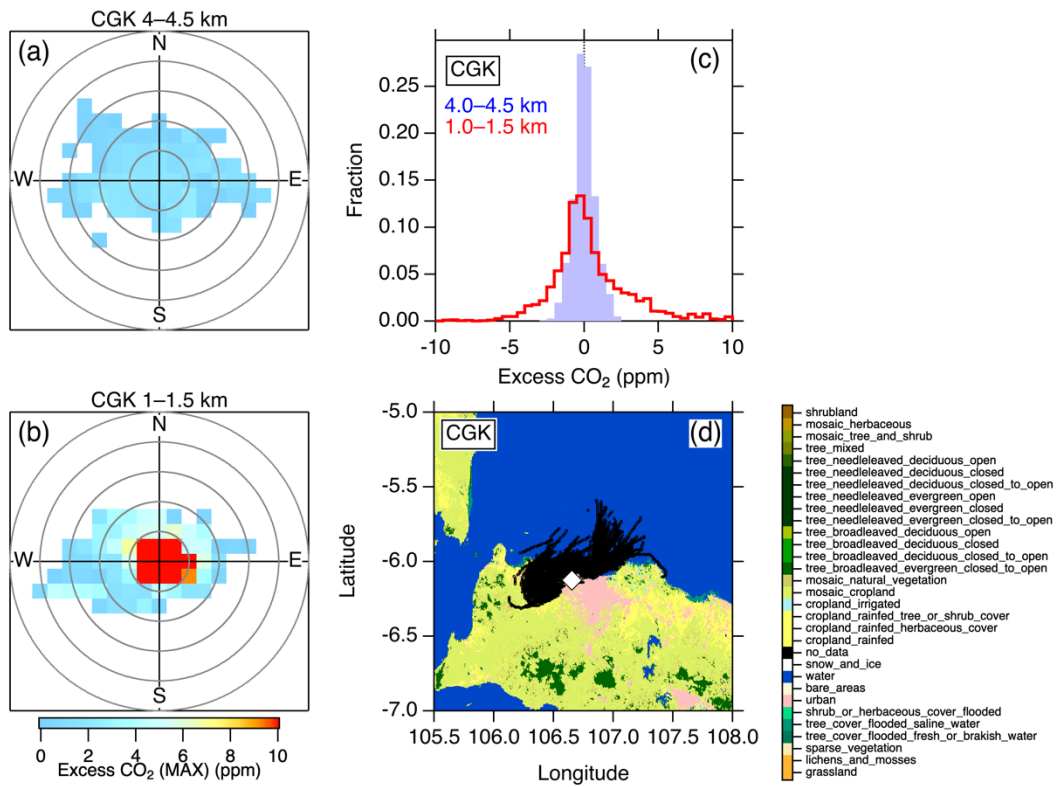 CGK 4–4.5 km
(a)
N
W
E
S
CGK 1–1.5 km
(b)
N
W
E
S
0 2 4 6 8 10
Excess CO₂ (MAX) (ppm)
(c)
CGK
4.0–4.5 km
1.0–1.5 km
Fraction
0.25
0.20
0.15
0.10
0.05
0.00
-10 -5 0 5 10
Excess CO₂ (ppm)
CGK
(d)
Latitude
-5.0
-5.5
-6.0
-6.5
-7.0
105.5 106.0 106.5 107.0 107.5 108.0
Longitude
shrubland
mosaic_herbaceous
mosaic_tree_and_shrub
tree_mixed
tree_needleleaved_deciduous_open
tree_needleleaved_deciduous_closed
tree_needleleaved_deciduous_closed_to_open
tree_needleleaved_evergreen_open
tree_needleleaved_evergreen_closed
tree_needleleaved_evergreen_closed_to_open
tree_broadleaved_deciduous_open
tree_broadleaved_deciduous_closed
tree_broadleaved_deciduous_closed_to_open
tree_broadleaved_evergreen_closed_to_open
mosaic_natural_vegetation
mosaic_cropland
cropland_irrigated
cropland_rainfed_tree_or_shrub_cover
cropland_rainfed_herbaceous_cover
cropland_rainfed
no_data
snow_and_ice
water
bare_areas
urban
shrub_or_herbaceous_cover_flooded
tree_cover_flooded_saline_water
tree_cover_flooded_fresh_or_brakish_water
sparse_vegetation
lichens_and_mosses
grassland